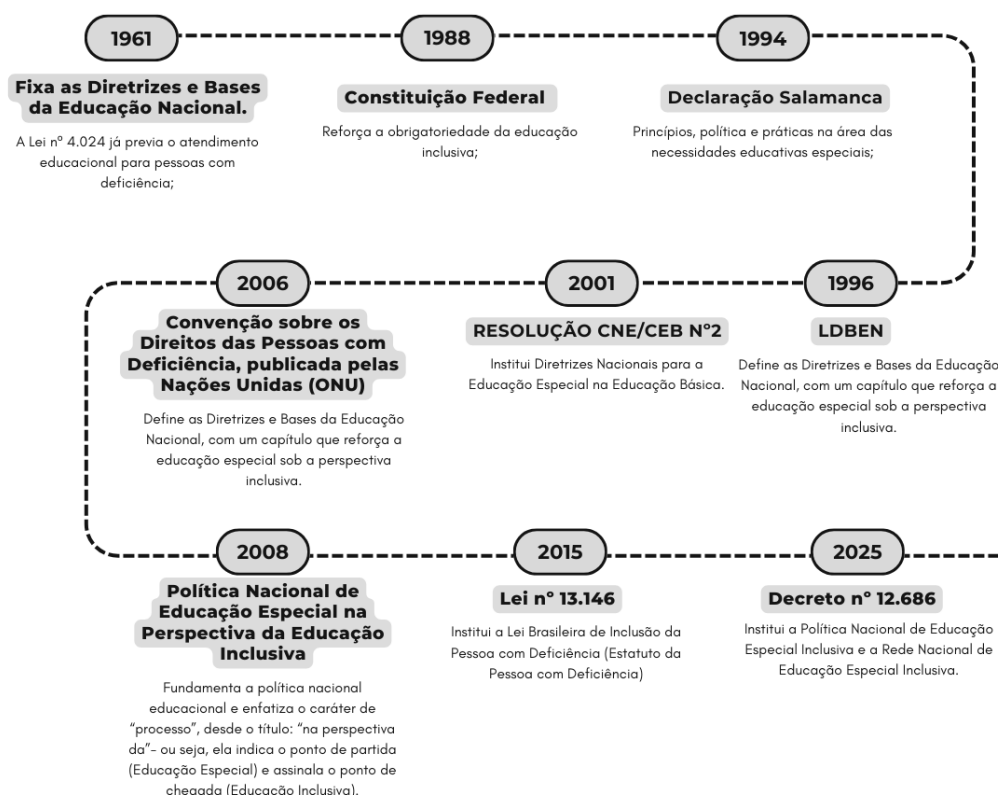 1961
Fixa as Diretrizes e Bases
da Educação Nacional.
A Lei nº 4.024 já previa o atendimento
educacional para pessoas com
deficiência;
1988
Constituição Federal
Reforça a obrigatoriedade da educação
inclusiva;
1994
Declaração Salamanca
Princípios, política e práticas na área das
necessidades educativas especiais;
1996
LDBEN
Define as Diretrizes e Bases da Educação
Nacional, com um capítulo que reforça a
educação especial sob a perspectiva
inclusiva.
2001
RESOLUÇÃO CNE/CEB Nº2
Institui Diretrizes Nacionais para a
Educação Especial na Educação Básica.
2006
Convenção sobre os
Direitos das Pessoas com
Deficiência, publicada pelas
Nações Unidas (ONU)
Define as Diretrizes e Bases da Educação
Nacional, com um capítulo que reforça a
educação especial sob a perspectiva
inclusiva.
2008
Política Nacional de
Educação Especial na
Perspectiva da Educação
Inclusiva
Fundamenta a política nacional
educacional e enfatiza o caráter de
“processo”, desde o título: “na perspectiva
da”- ou seja, ela indica o ponto de partida
(Educação Especial) e assinala o ponto de
chegada (Educação Inclusiva).
2015
Lei nº 13.146
Institui a Lei Brasileira de Inclusão da
Pessoa com Deficiência (Estatuto da
Pessoa com Deficiência)
2025
Decreto nº 12.686
Institui a Política Nacional de Educação
Especial Inclusiva e a Rede Nacional de
Educação Especial Inclusiva.